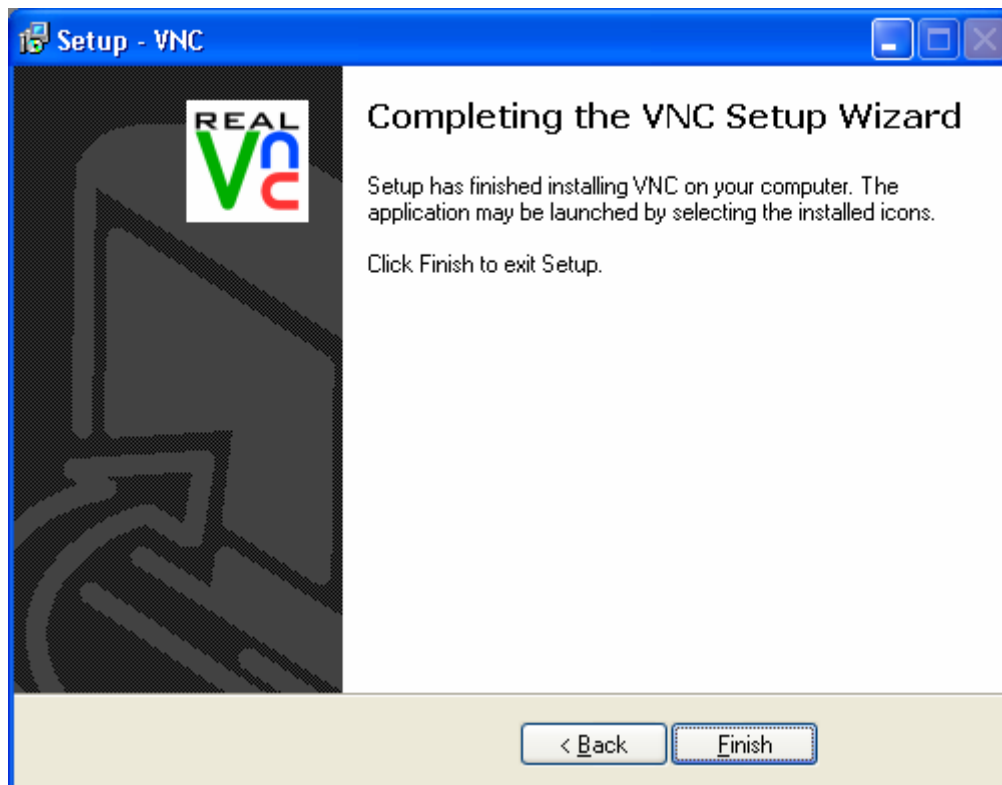 Setup - VNC
REAL
VNC
Completing the VNC Setup Wizard
Setup has finished installing VNC on your computer. The
application may be launched by selecting the installed icons.
Click Finish to exit Setup.
< Back
Finish